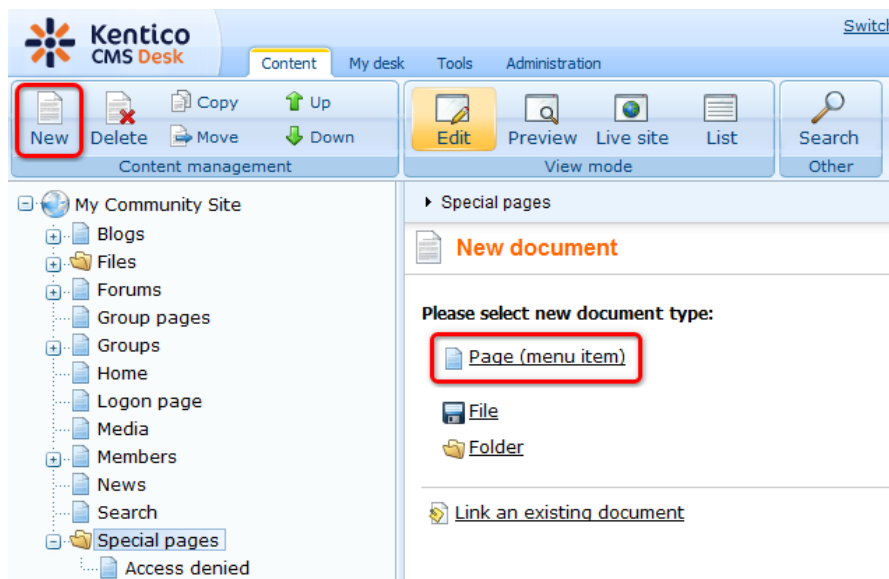 Kentico
CMS Desk
Content My desk Tools Administration
New Delete Copy Move Up Down
Content management
Edit Preview Live site List
View mode
Search
Other
My Community Site
Blogs
Files
Forums
Group pages
Groups
Home
Logon page
Media
Members
News
Search
Special pages
Access denied
Special pages
New document
Please select new document type:
Page (menu item)
File
Folder
Link an existing document